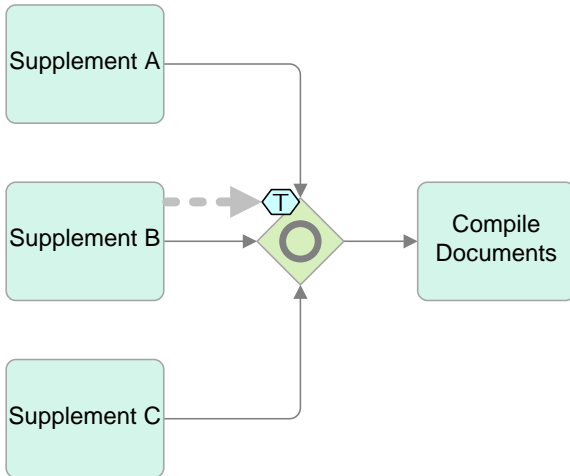 Supplement A
T
Supplement B
Compile
Documents
Supplement C